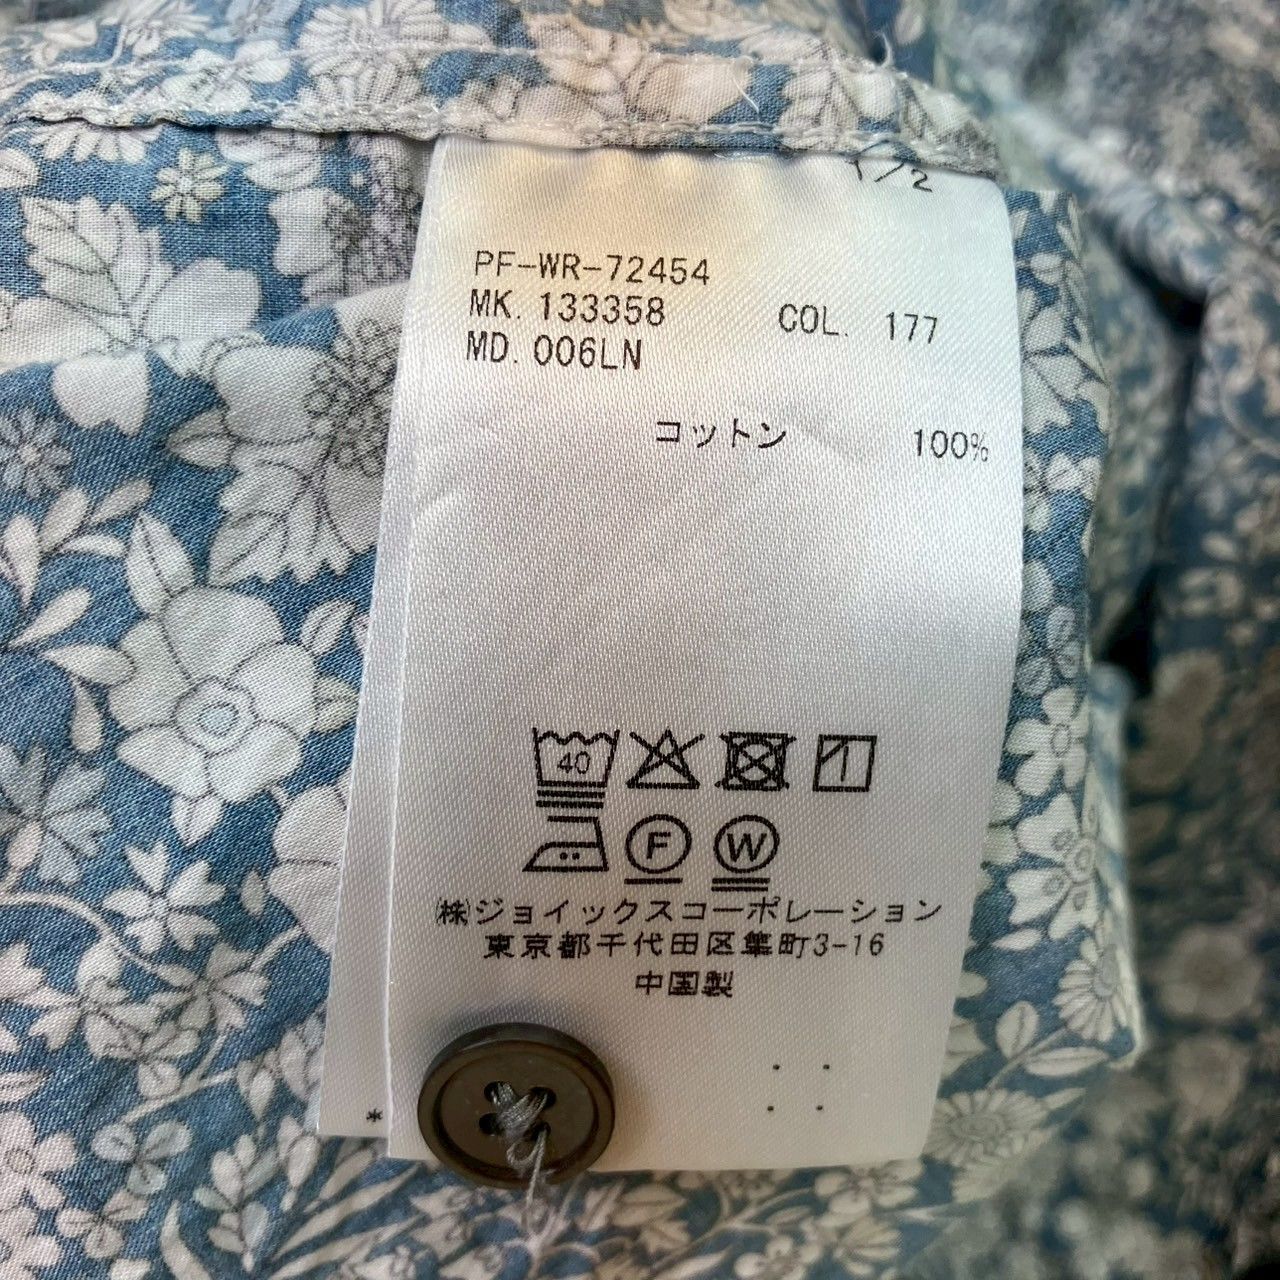 1/2
PF-WR-72454
MK. 133358 COL. 177
MD. 006LN
コットン 100%
40
F W
㈱ジョイックスコーポレーション
東京都千代田区隼町3-16
中国製
*